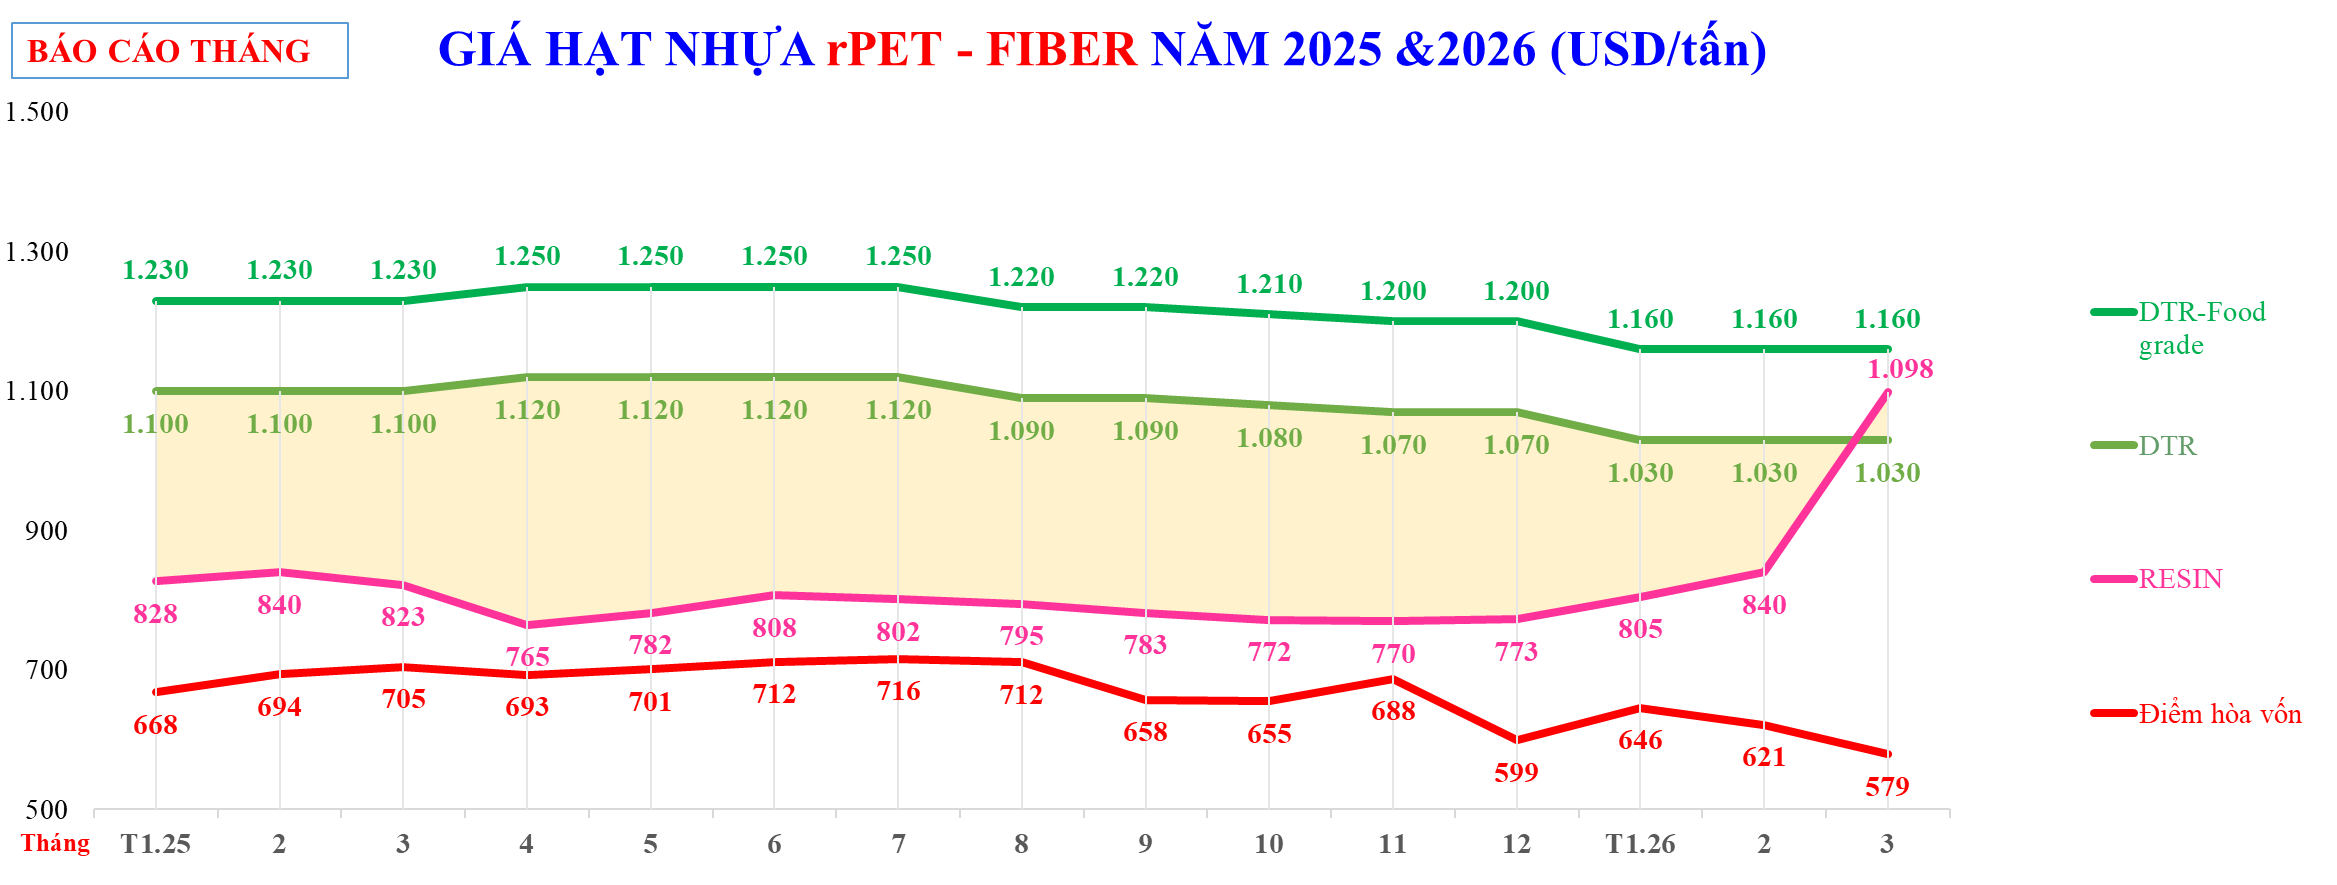 BÁO CÁO THÁNG
GIÁ HẠT NHỰA rPET - FIBER NĂM 2025 &2026 (USD/tấn)
1.500
1.300
1.100
900
700
500
1.230 1.230 1.230 1.250 1.250 1.250 1.250 1.220 1.220 1.210 1.200 1.200 1.160 1.160 1.160
1.100 1.100 1.100 1.120 1.120 1.120 1.120 1.090 1.090 1.080 1.070 1.070 1.030 1.030 1.030
828 840 823 765 782 808 802 795 783 772 770 773 805 840 1.098
668 694 705 693 701 712 716 712 658 655 688 599 646 621 579
Tháng T1.25 2 3 4 5 6 7 8 9 10 11 12 T1.26 2 3
DTR-Food
grade
DTR
RESIN
Điểm hòa vốn